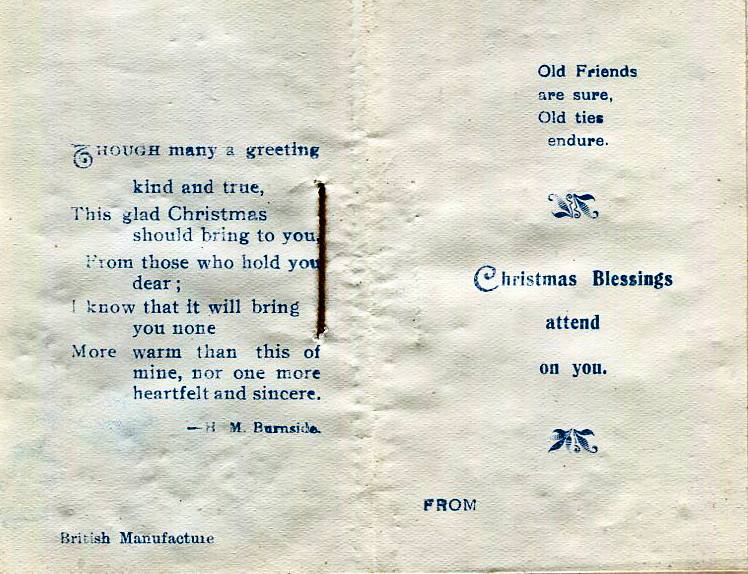 THOUGH many a greeting
kind and true,
This glad Christmas
should bring to you,
From those who hold you
dear;
I know that it will bring
you none
More warm than this of
mine, nor one more
heartfelt and sincere.
—H M. Burnside.
British Manufacture
Old Friends
are sure,
Old ties
endure.
Christmas Blessings
attend
on you.
FROM